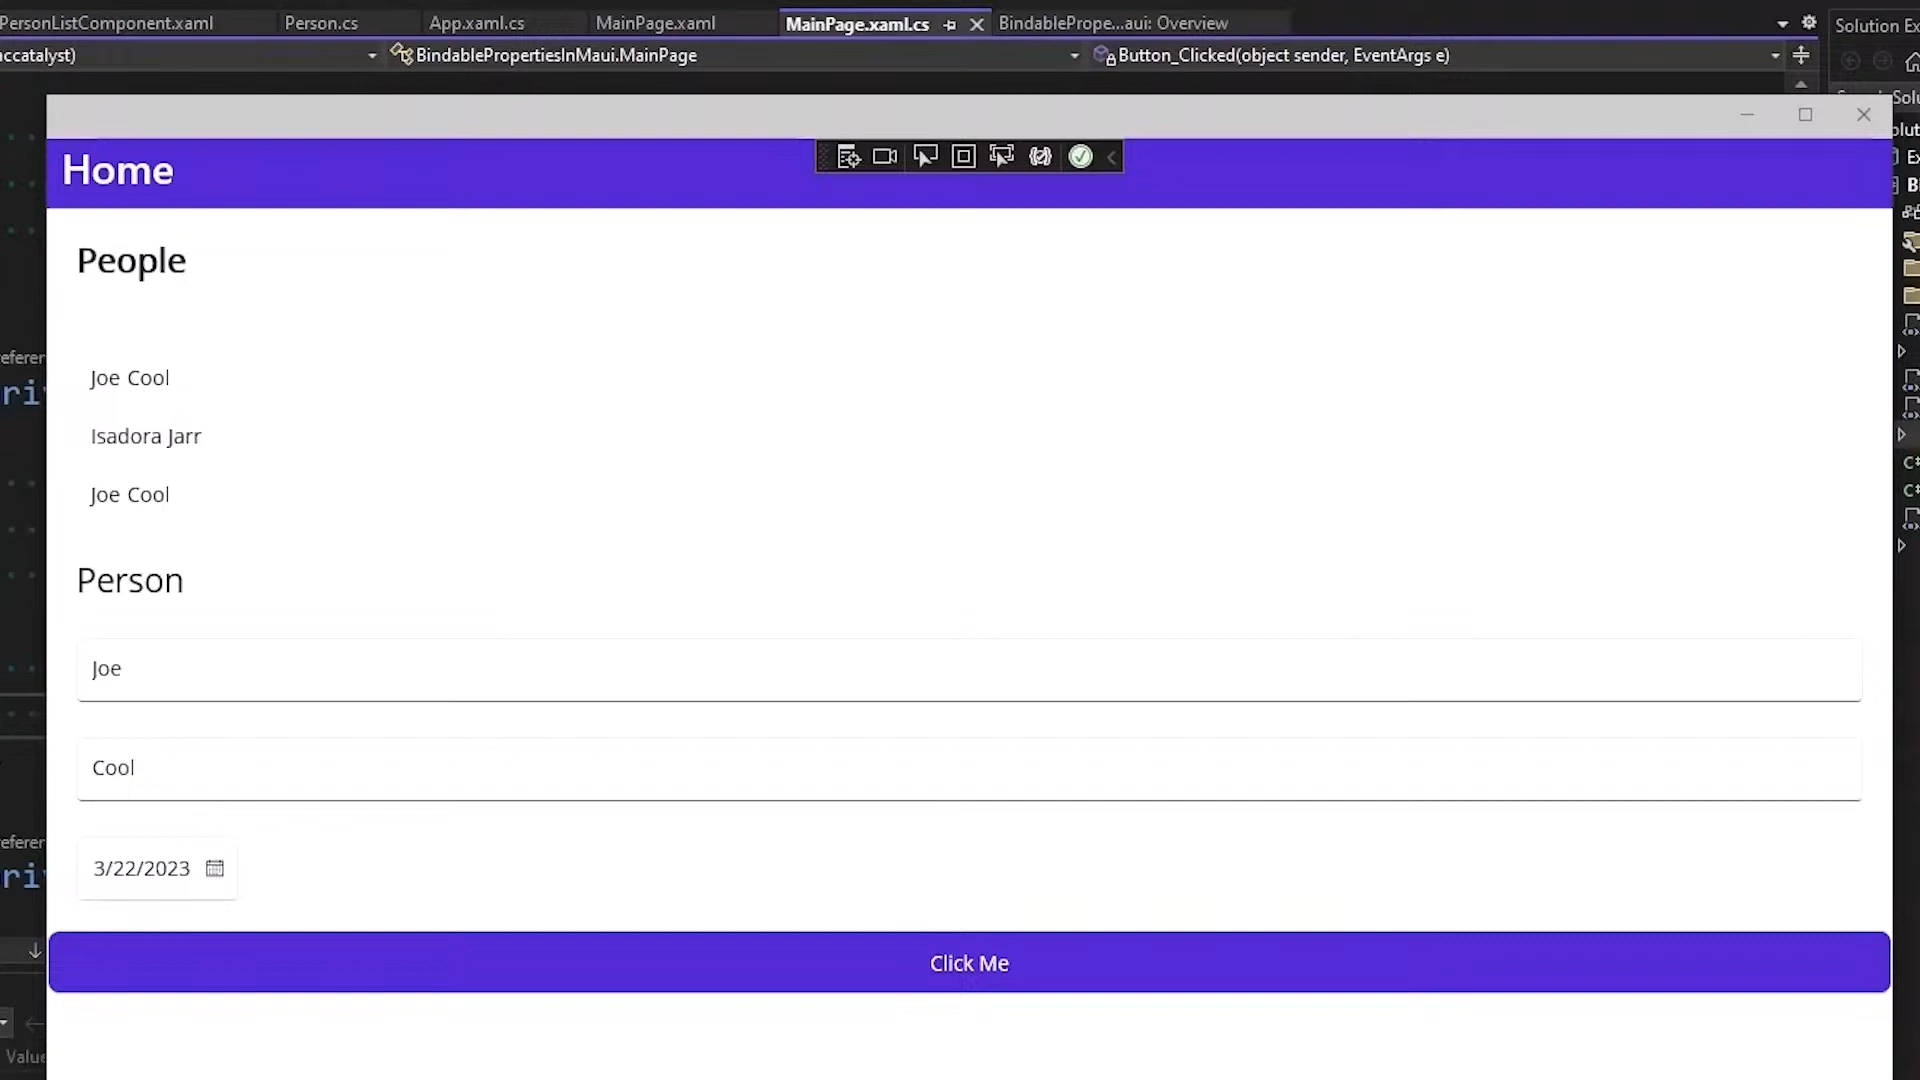 PersonListComponent.xaml
Person.cs
App.xaml.cs
MainPage.xaml
MainPage.xaml.cs
BindablePrope...aui: Overview
Solution Ex
accatalyst)
BindablePropertiesInMaui.MainPage
Button_Clicked(object sender, EventArgs e)
Home
People
Joe Cool
Isadora Jarr
Joe Cool
Person
Joe
Cool
3/22/2023
Click Me
Value